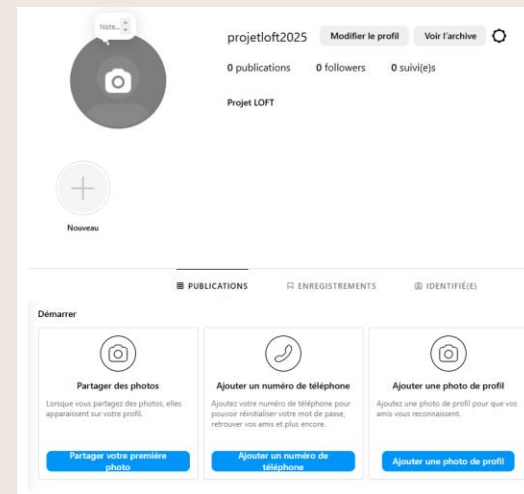 Note...
projetloft2025 Modifier le profil Voir l'archive
0 publications 0 followers 0 suivi(e)s
Projet LOFT
Nouveau
PUBLICATIONS ENREGISTREMENTS IDENTIFIÉ(E)
Démarrer
Partager des photos
Lorsque vous partagez des photos, elles
apparaissent sur votre profil.
Partager votre première
photo
Ajouter un numéro de téléphone
Ajoutez votre numéro de téléphone pour
pouvoir réinitialiser votre mot de passe,
retrouver vos amis et plus encore.
Ajouter un numéro de
téléphone
Ajouter une photo de profil
Ajoutez une photo de profil pour que vos
amis vous reconnaissent.
Ajouter une photo de profil